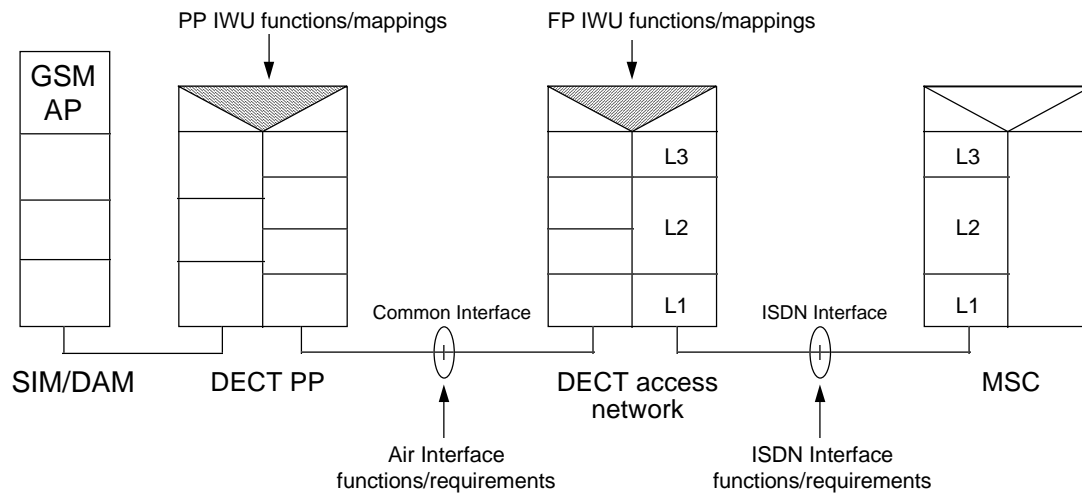 PP IWU functions/mappings
FP IWU functions/mappings
GSM
AP
L3
L3
L2
L2
L1
L1
Common Interface
ISDN Interface
SIM/DAM
DECT PP
DECT access
network
MSC
Air Interface
functions/requirements
ISDN Interface
functions/requirements